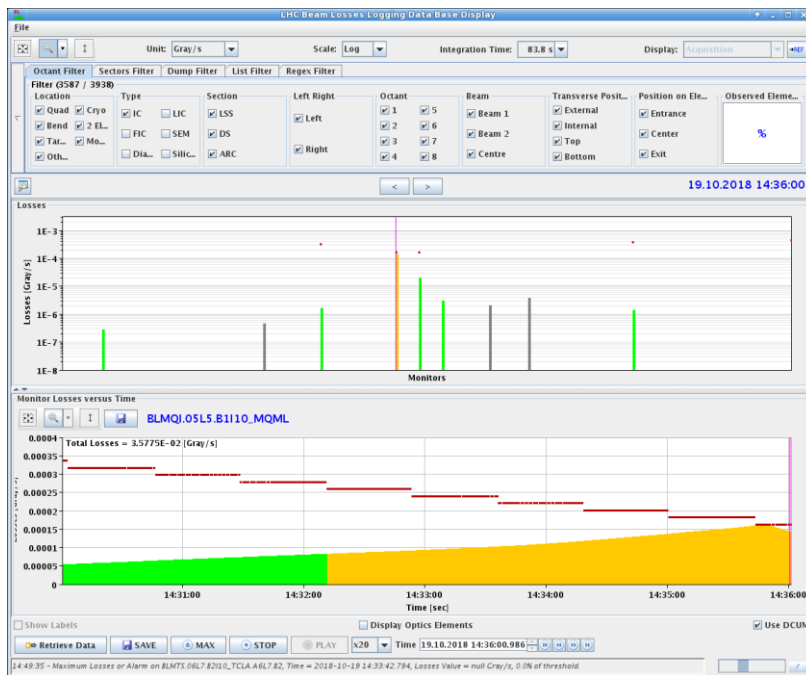 LHC Beam Losses Logging Data Base Display
File
Unit: Gray/s Scale: Log Integration Time: 83.8 s Display: Acquisition REF
Octant Filter Sectors Filter Dump Filter List Filter Regex Filter
Filter (3587 / 3938)
Location Type Section Left Right Octant Beam Transverse Posit... Position on Ele... Observed Eleme...
Quad Cryo IC LIC LSS Left 1 5 Beam 1 External Entrance
Bend 2 El... FIC SEM DS 2 6 Beam 2 Internal Center %
Tar... Mo... Dia... Silic... ARC Right 3 7 Centre Top Exit
Oth... 4 8 Bottom
< > 19.10.2018 14:36:00
Losses
1E-3
1E-4
1E-5
1E-6
1E-7
1E-8
Losses [Gray/s]
Monitors
Monitor Losses versus Time
BLMQI.05L5.B1I10_MQML
Total Losses = 3.5775E-02 [Gray/s]
0.0004
0.00035
0.0003
0.00025
0.0002
0.00015
0.0001
0.00005
0
14:31:00 14:32:00 14:33:00 14:34:00 14:35:00 14:36:00
Time [sec]
Show Labels Display Optics Elements Use DCUM
Retrieve Data SAVE MAX STOP PLAY x20 Time 19.10.2018 14:36:00.986
14:49:35 - Maximum Losses or Alarm on BLMTS.06L7.B2I10_TCLA.A6L7.B2, Time = 2018-10-19 14:33:42.794, Losses Value = null Gray/s, 0.0% of threshold